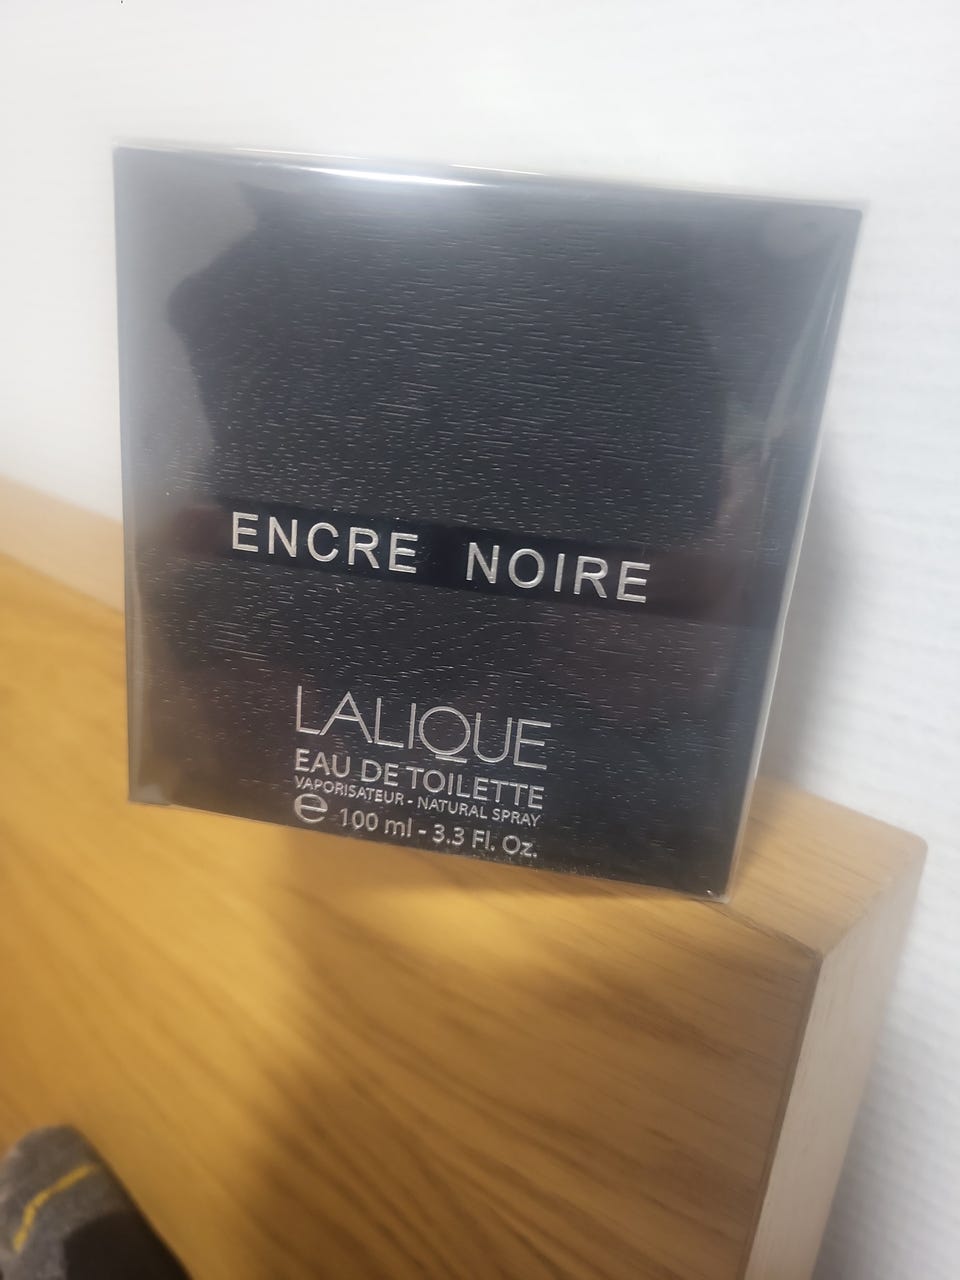 ENCRE NOIRE
LALIQUE
EAU DE TOILETTE
VAPORISATEUR - NATURAL SPRAY
℮ 100 ml - 3.3 Fl. Oz.